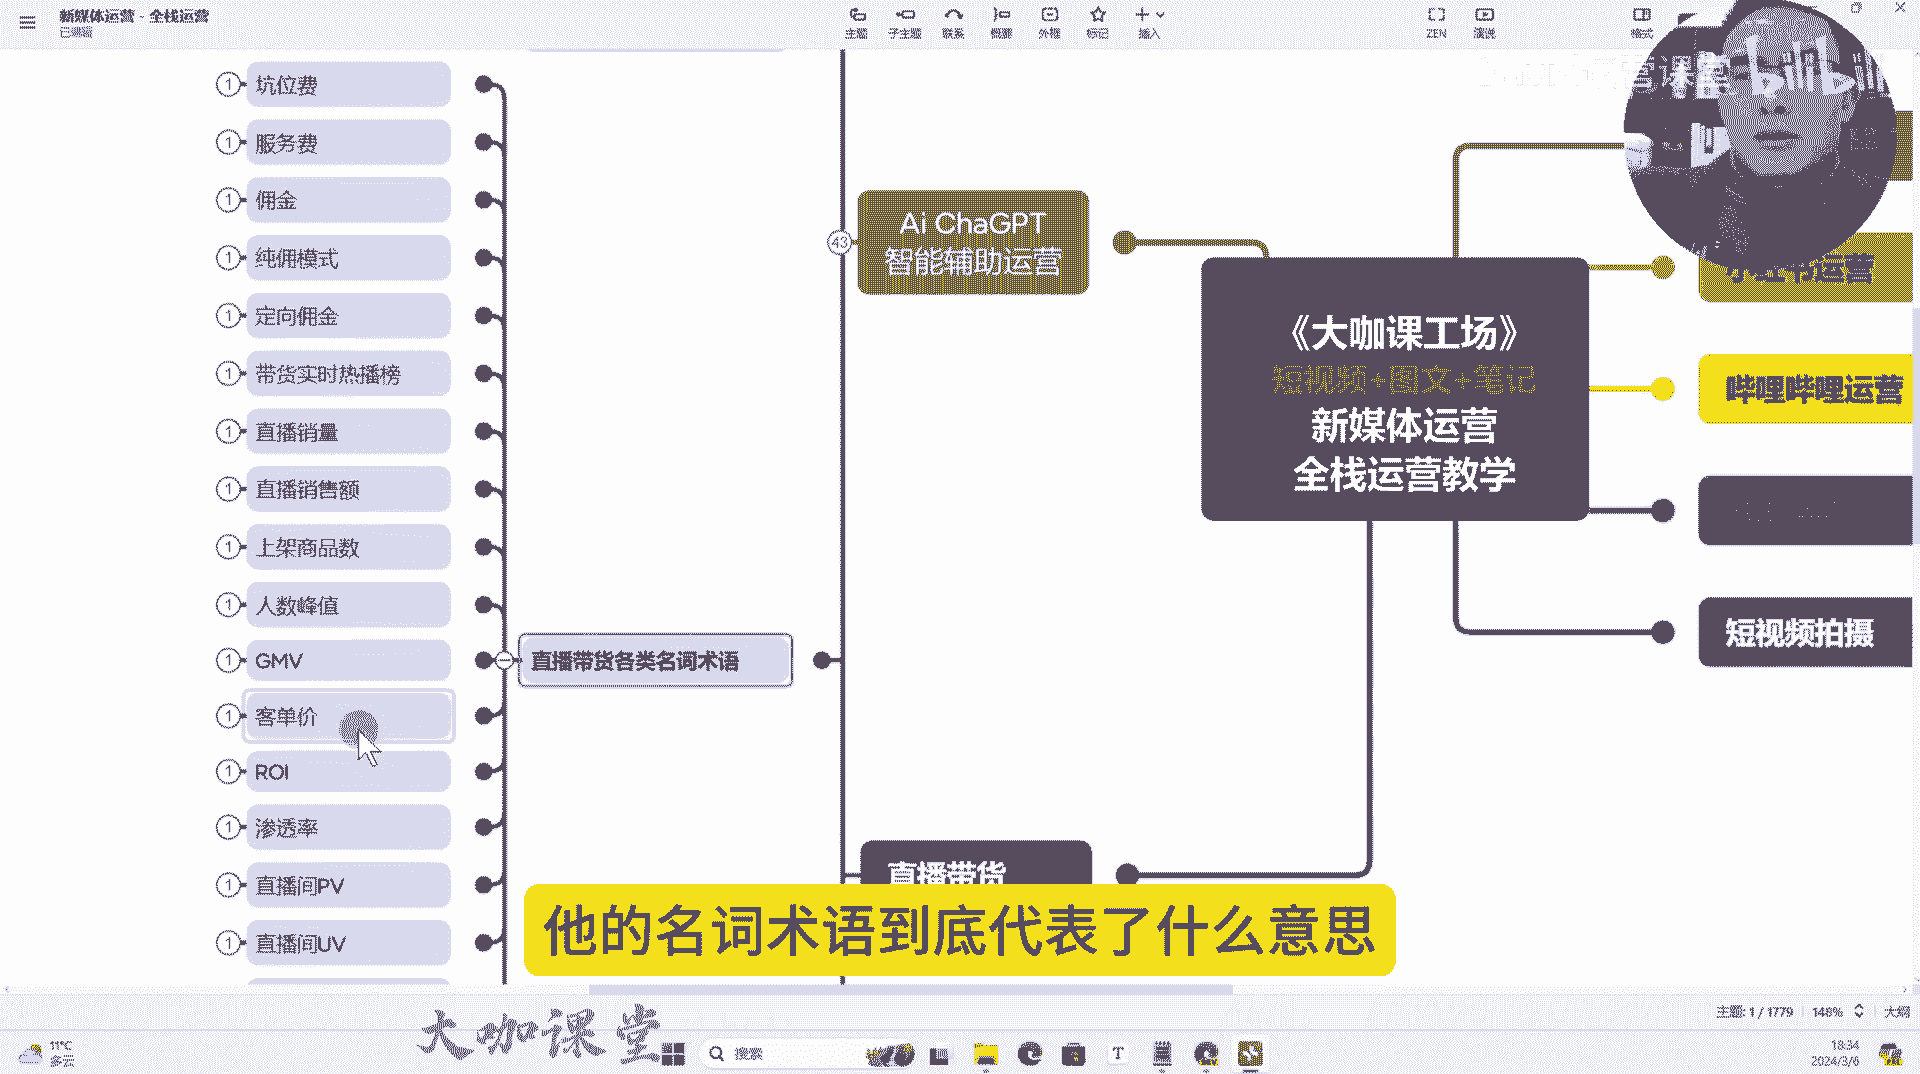 新媒体运营 - 全栈运营
已编辑
主题
子主题
联系
概要
外框
标记
插入
ZEN
演说
格式
bilibili
1 坑位费
1 服务费
1 佣金
1 纯佣模式
1 定向佣金
1 带货实时热播榜
1 直播销量
1 直播销售额
1 上架商品数
1 人数峰值
1 GMV
1 客单价
1 ROI
1 渗透率
1 直播间PV
1 直播间UV
直播带货各类名词术语
43
Ai ChaGPT
智能辅助运营
《大咖课工场》
短视频+图文+笔记
新媒体运营
全栈运营教学
小红书运营
哔哩哔哩运营
短视频拍摄
直播带货
他的名词术语到底代表了什么意思
大咖课堂
主题: 1 / 1779
148%
大纲
11°C
多云
搜索
18:34
2024/3/6